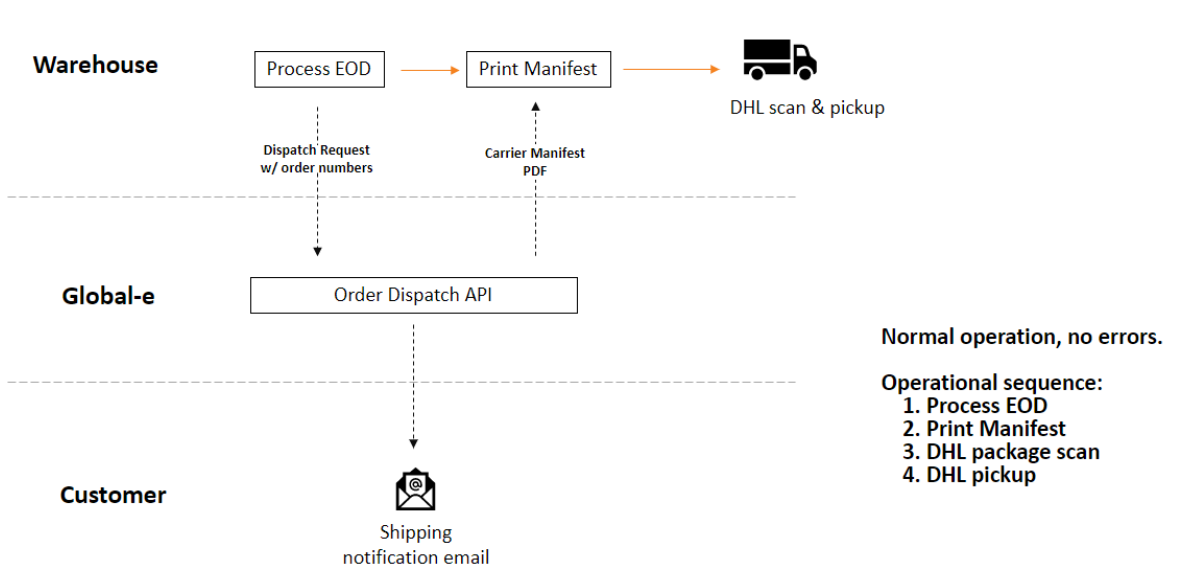 Warehouse
Process EOD
Print Manifest
DHL scan & pickup
Dispatch Request
w/ order numbers
Carrier Manifest
PDF
Global-e
Order Dispatch API
Normal operation, no errors.
Operational sequence:
1. Process EOD
2. Print Manifest
3. DHL package scan
4. DHL pickup
Customer
@
Shipping
notification email